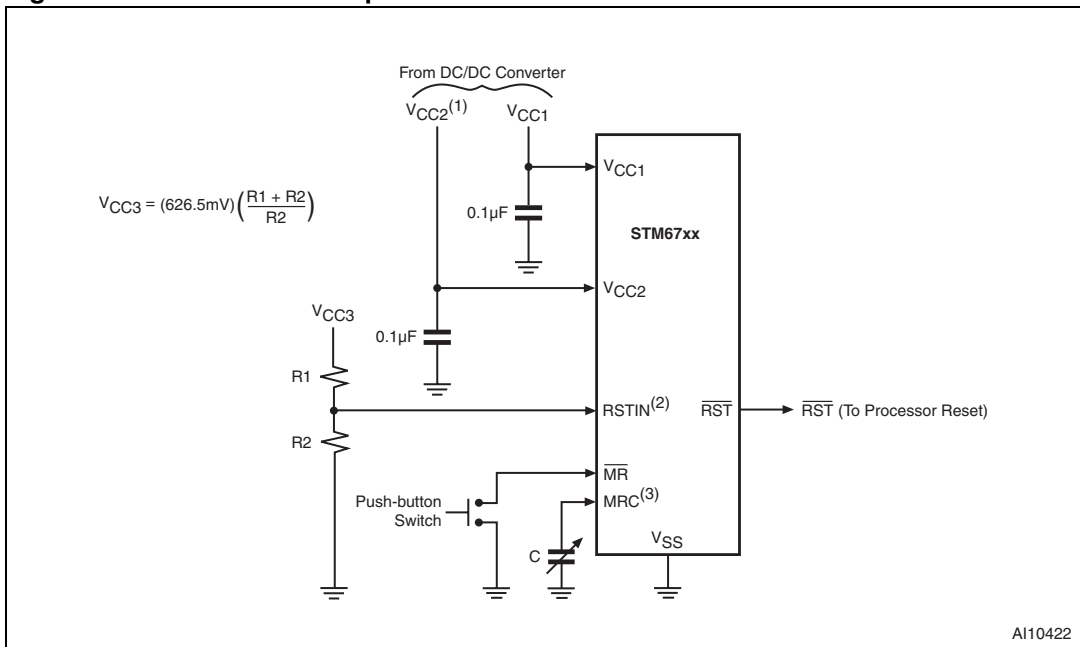 From DC/DC Converter
VCC2(1) VCC1
VCC1
VCC3 = (626.5mV)(R1 + R2 / R2)
0.1µF
STM67xx
VCC2
VCC3
0.1µF
R1
RSTIN(2) RST RST (To Processor Reset)
R2
MR
Push-button
Switch
MRC(3)
VSS
C
AI10422